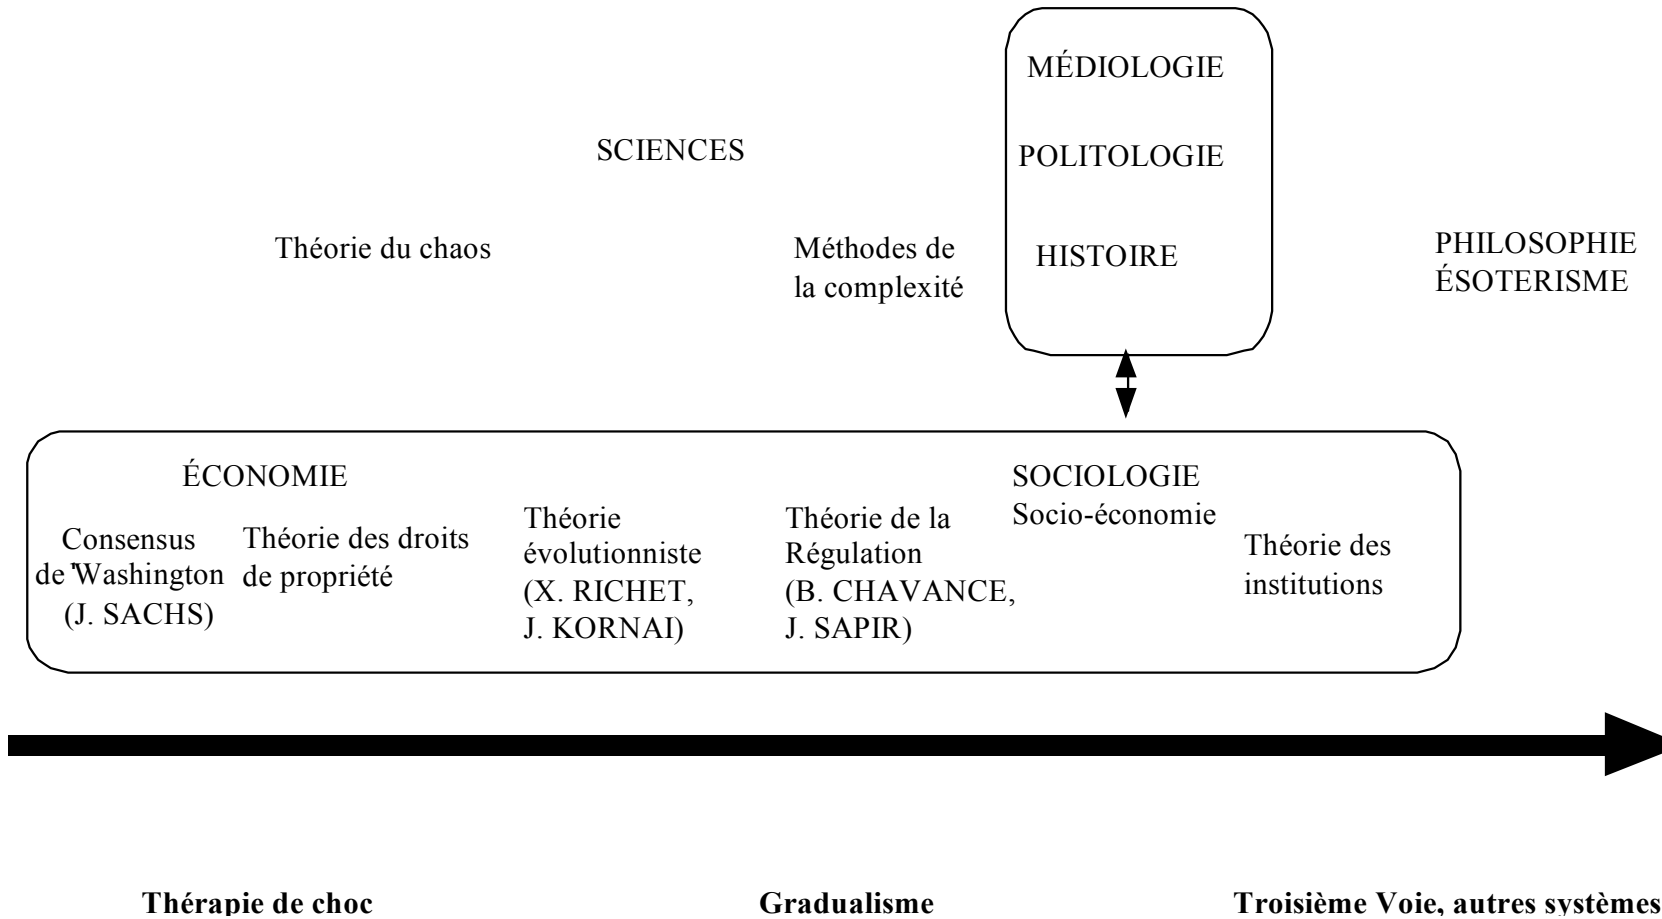 MÉDIOLOGIE
SCIENCES
POLITOLOGIE
Théorie du chaos
Méthodes de
la complexité
HISTOIRE
PHILOSOPHIE
ÉSOTERISME
ÉCONOMIE
Consensus
de Washington
(J. SACHS)
Théorie des droits
de propriété
Théorie
évolutionniste
(X. RICHET,
J. KORNAI)
Théorie de la
Régulation
(B. CHAVANCE,
J. SAPIR)
SOCIOLOGIE
Socio-économie
Théorie des
institutions
Thérapie de choc
Gradualisme
Troisième Voie, autres systèmes